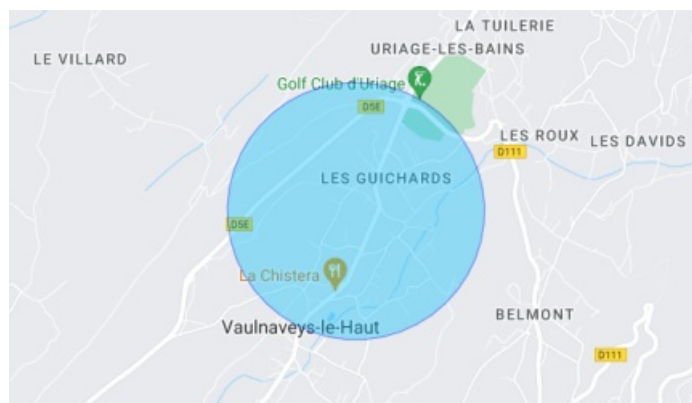 LA TUILERIE
URIAGE-LES-BAINS
LE VILLARD
Golf Club d'Uriage
D5E
LES ROUX
LES DAVIDS
D111
LES GUICHARDS
D5E
La Chistera
BELMONT
Vaulnaveys-le-Haut
D111